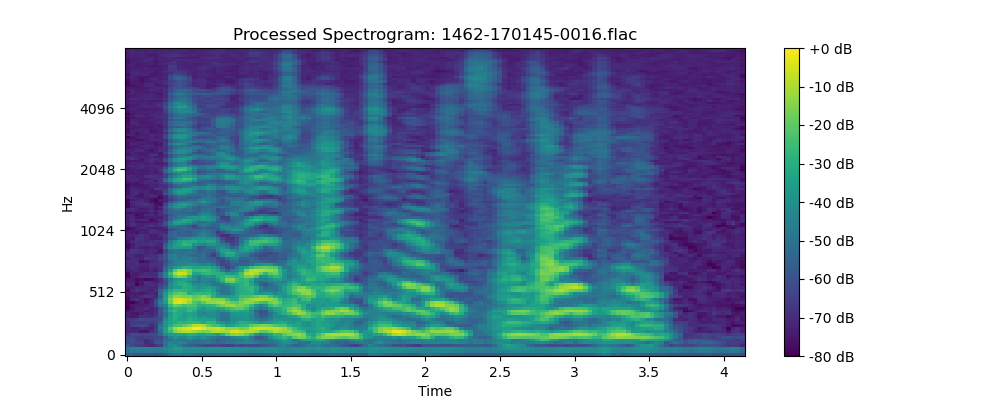 Processed Spectrogram: 1462-170145-0016.flac
Hz
4096
2048
1024
512
0
0 0.5 1 1.5 2 2.5 3 3.5 4
Time
+0 dB
-10 dB
-20 dB
-30 dB
-40 dB
-50 dB
-60 dB
-70 dB
-80 dB